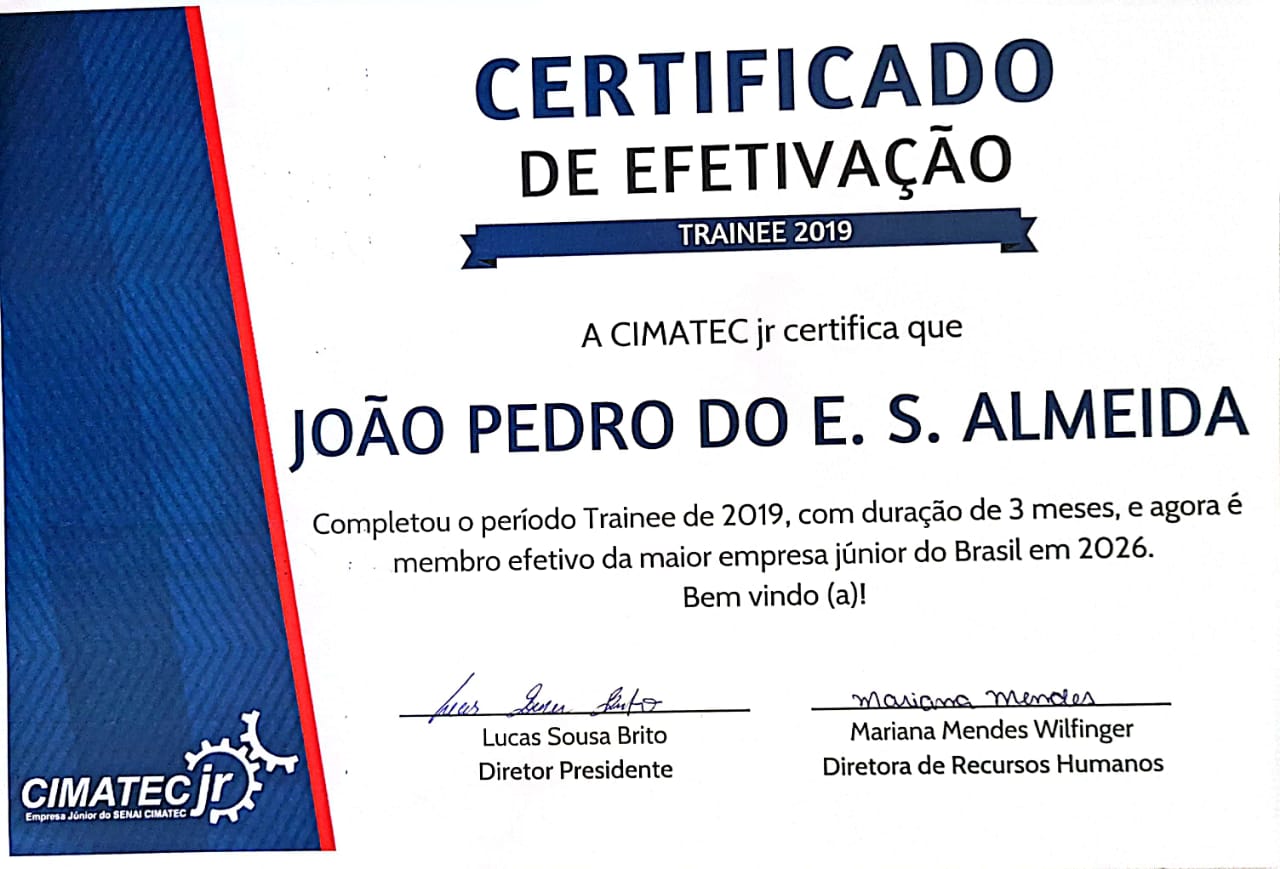 CERTIFICADO
DE EFETIVAÇÃO
TRAINEE 2019
A CIMATEC jr certifica que
JOÃO PEDRO DO E. S. ALMEIDA
Completou o período Trainee de 2019, com duração de 3 meses, e agora é
membro efetivo da maior empresa júnior do Brasil em 2026.
Bem vindo (a)!
Lucas Sousa Brito
Mariana Mendes
Lucas Sousa Brito
Diretor Presidente
Mariana Mendes Wilfinger
Diretora de Recursos Humanos
CIMATEC jr
Empresa Júnior do SENAI CIMATEC